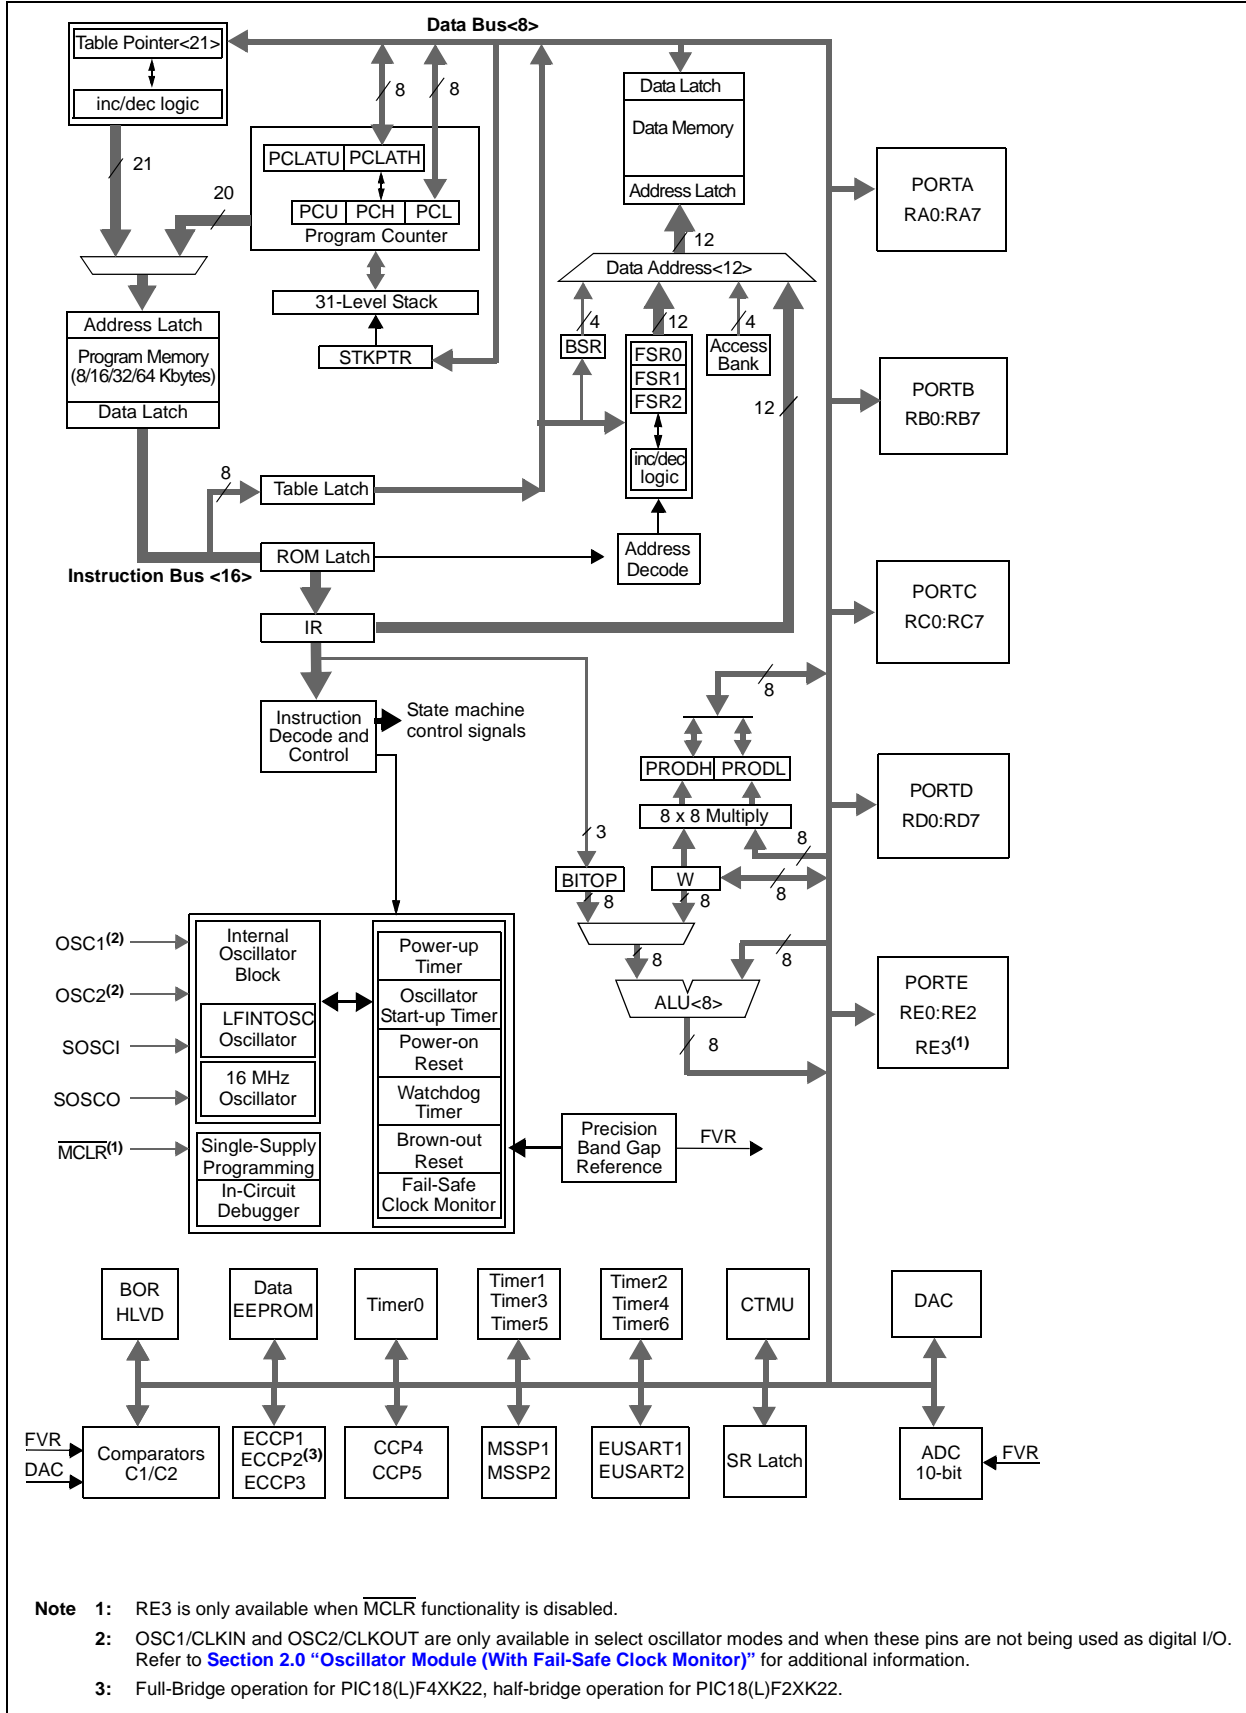 Data Bus<8>
Table Pointer<21>
inc/dec logic
21
20
8
8
PCLATU PCLATH
PCU PCH PCL
Program Counter
31-Level Stack
STKPTR
Address Latch
Program Memory
(8/16/32/64 Kbytes)
Data Latch
Data Latch
Data Memory
Address Latch
12
Data Address<12>
4
12
4
BSR
FSR0
FSR1
FSR2
inc/dec
logic
Access
Bank
12
Address
Decode
8
Table Latch
ROM Latch
Instruction Bus <16>
IR
Instruction
Decode and
Control
State machine
control signals
8
PRODH PRODL
8 x 8 Multiply
3
8
BITOP
W
8
8
8
8
8
ALU<8>
8
PORTA
RA0:RA7
PORTB
RB0:RB7
PORTC
RC0:RC7
PORTD
RD0:RD7
PORTE
RE0:RE2
RE3(1)
OSC1(2)
OSC2(2)
SOSCI
SOSCO
MCLR(1)
Internal
Oscillator
Block
LFINTOSC
Oscillator
16 MHz
Oscillator
Single-Supply
Programming
In-Circuit
Debugger
Power-up
Timer
Oscillator
Start-up Timer
Power-on
Reset
Watchdog
Timer
Brown-out
Reset
Fail-Safe
Clock Monitor
Precision
Band Gap
Reference
FVR
BOR
HLVD
Data
EEPROM
Timer0
Timer1
Timer3
Timer5
Timer2
Timer4
Timer6
CTMU
DAC
FVR
DAC
Comparators
C1/C2
ECCP1
ECCP2(3)
ECCP3
CCP4
CCP5
MSSP1
MSSP2
EUSART1
EUSART2
SR Latch
ADC
10-bit
FVR
Note 1: RE3 is only available when MCLR functionality is disabled.
2: OSC1/CLKIN and OSC2/CLKOUT are only available in select oscillator modes and when these pins are not being used as digital I/O.
Refer to Section 2.0 “Oscillator Module (With Fail-Safe Clock Monitor)” for additional information.
3: Full-Bridge operation for PIC18(L)F4XK22, half-bridge operation for PIC18(L)F2XK22.